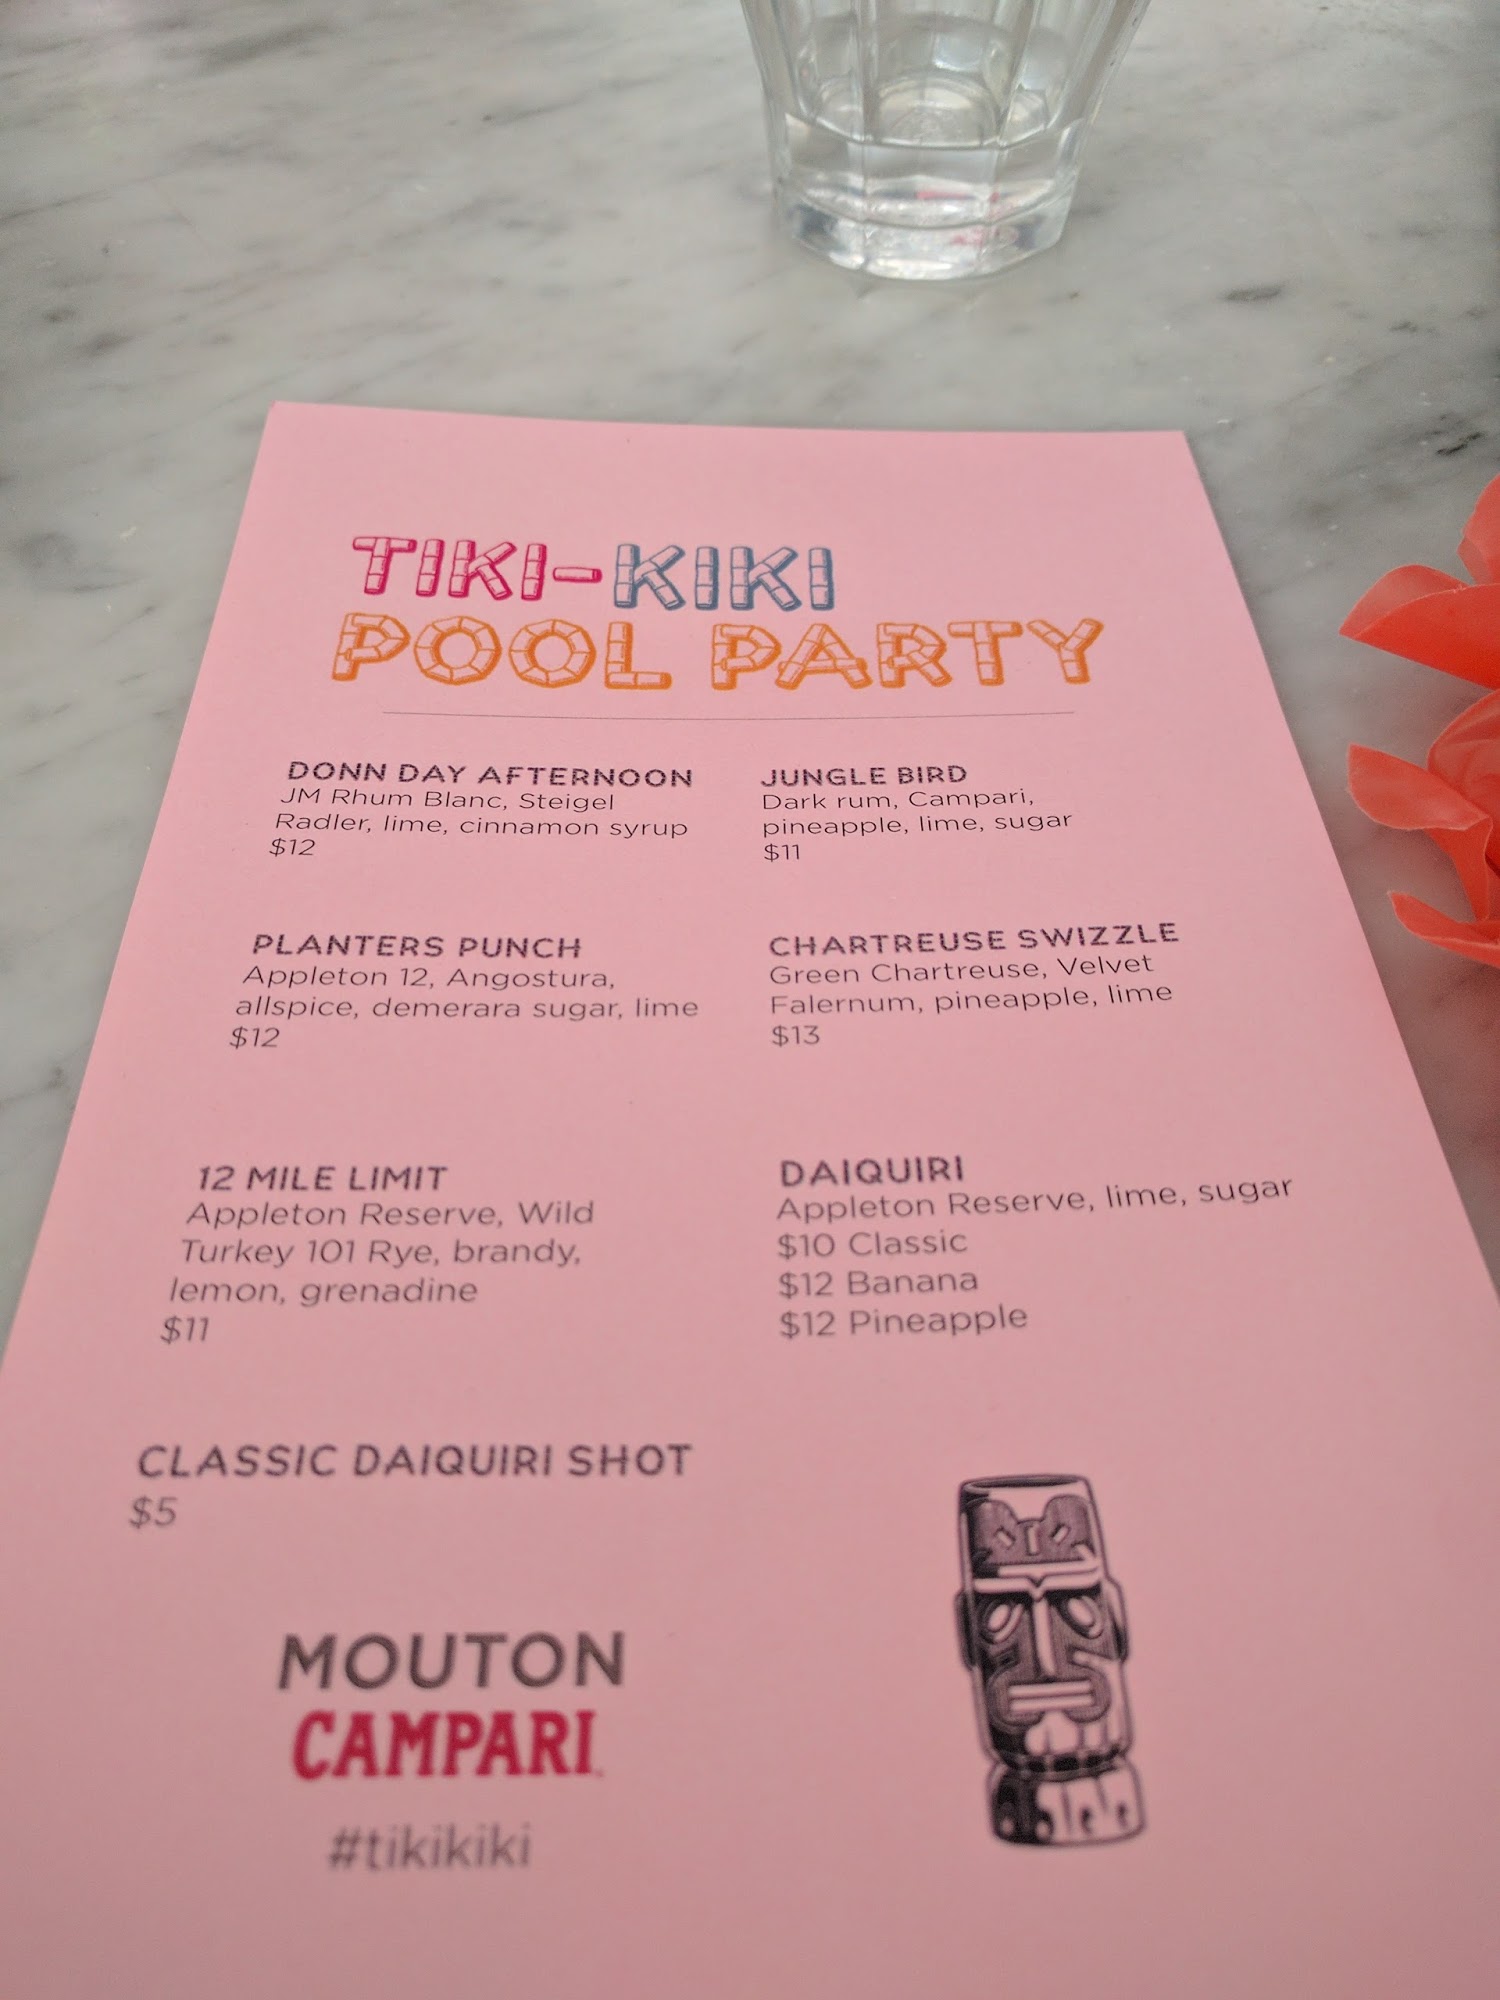 TIKI-KIKI
POOL PARTY
DONN DAY AFTERNOON
JM Rhum Blanc, Steigel
Radler, lime, cinnamon syrup
$12
JUNGLE BIRD
Dark rum, Campari,
pineapple, lime, sugar
$11
PLANTERS PUNCH
Appleton 12, Angostura,
allspice, demerara sugar, lime
$12
CHARTREUSE SWIZZLE
Green Chartreuse, Velvet
Falernum, pineapple, lime
$13
12 MILE LIMIT
Appleton Reserve, Wild
Turkey 101 Rye, brandy,
lemon, grenadine
$11
DAIQUIRI
Appleton Reserve, lime, sugar
$10 Classic
$12 Banana
$12 Pineapple
CLASSIC DAIQUIRI SHOT
$5
MOUTON
CAMPARI
#tikikiki